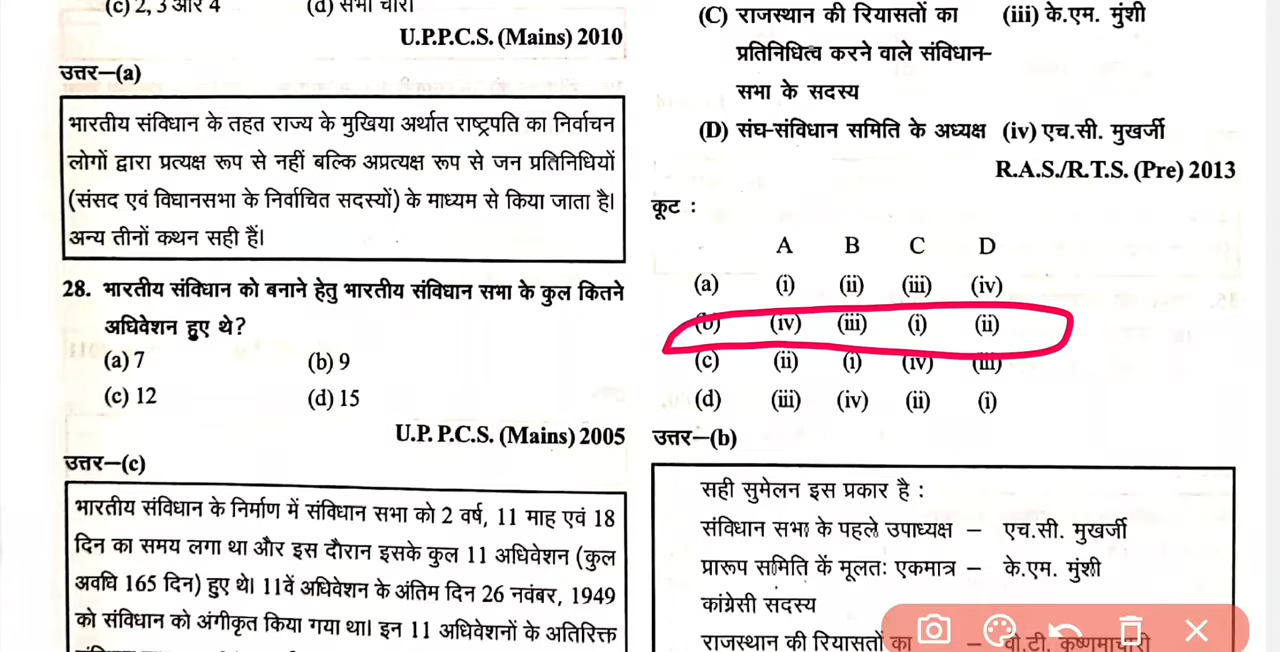 (c) 2, 3 और 4 (d) सभी चारों
U.P.P.C.S. (Mains) 2010
उत्तर—(a)
भारतीय संविधान के तहत राज्य के मुखिया अर्थात राष्ट्रपति का निर्वाचन
लोगों द्वारा प्रत्यक्ष रूप से नहीं बल्कि अप्रत्यक्ष रूप से जन प्रतिनिधियों
(संसद एवं विधानसभा के निर्वाचित सदस्यों) के माध्यम से किया जाता है।
अन्य तीनों कथन सही हैं।
28. भारतीय संविधान को बनाने हेतु भारतीय संविधान सभा के कुल कितने
अधिवेशन हुए थे?
(a) 7 (b) 9
(c) 12 (d) 15
U.P. P.C.S. (Mains) 2005
उत्तर—(c)
भारतीय संविधान के निर्माण में संविधान सभा को 2 वर्ष, 11 माह एवं 18
दिन का समय लगा था और इस दौरान इसके कुल 11 अधिवेशन (कुल
अवधि 165 दिन) हुए थे। 11वें अधिवेशन के अंतिम दिन 26 नवंबर, 1949
को संविधान को अंगीकृत किया गया था। इन 11 अधिवेशनों के अतिरिक्त
(C) राजस्थान की रियासतों का (iii) के.एम. मुंशी
प्रतिनिधित्व करने वाले संविधान-
सभा के सदस्य
(D) संघ-संविधान समिति के अध्यक्ष (iv) एच.सी. मुखर्जी
R.A.S./R.T.S. (Pre) 2013
कूट :
A B C D
(a) (i) (ii) (iii) (iv)
(b) (iv) (iii) (i) (ii)
(c) (ii) (i) (iv) (iii)
(d) (iii) (iv) (ii) (i)
उत्तर—(b)
सही सुमेलन इस प्रकार है :
संविधान सभा के पहले उपाध्यक्ष – एच.सी. मुखर्जी
प्रारूप समिति कें मूलतः एकमात्र – के.एम. मुंशी
कांग्रेसी सदस्य
राजस्थान की रियासतों का – वी.टी. कृष्णमाचारी